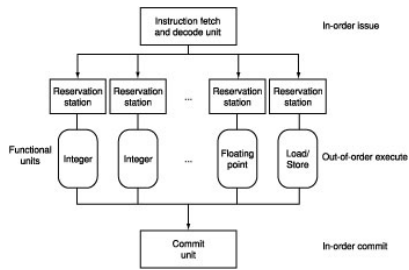 Instruction fetch
and decode unit
In-order issue
Reservation
station
Reservation
station
...
Reservation
station
Reservation
station
Functional
units
Integer
Integer
...
Floating
point
Load/
Store
Out-of-order execute
Commit
unit
In-order commit